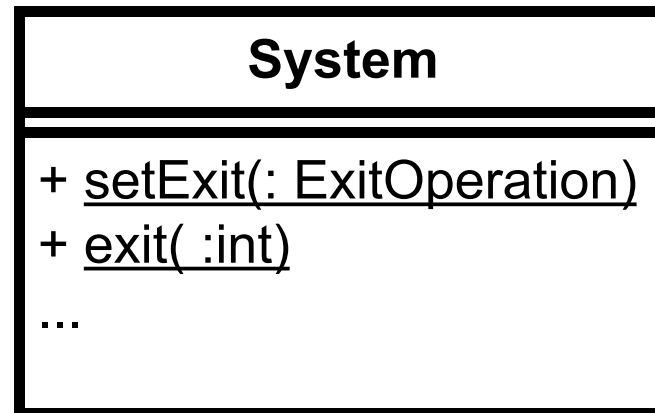 System
+ setExit(: ExitOperation)
+ exit( :int)
...